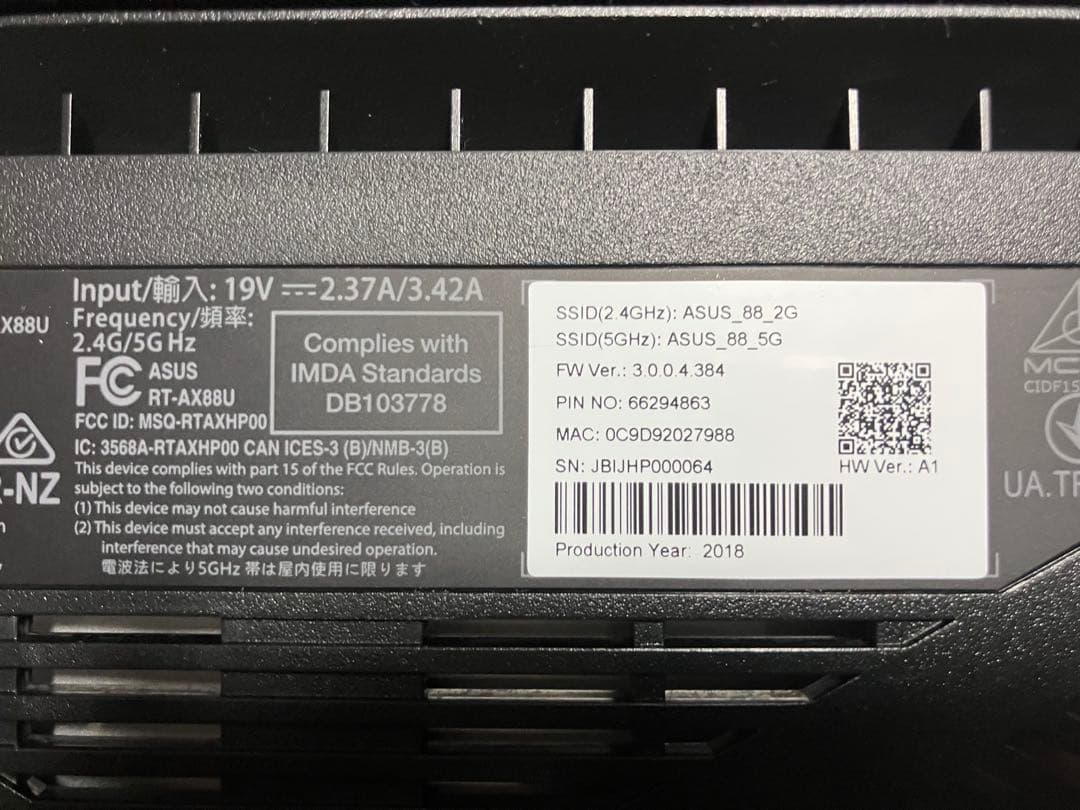 X88U
R-NZ
Input/輸入: 19V ⎓ 2.37A/3.42A
Frequency/頻率:
2.4G/5G Hz
FC ASUS
RT-AX88U
FCC ID: MSQ-RTAXHP00
Complies with
IMDA Standards
DB103778
IC: 3568A-RTAXHP00 CAN ICES-3 (B)/NMB-3(B)
This device complies with part 15 of the FCC Rules. Operation is
subject to the following two conditions:
(1) This device may not cause harmful interference
(2) This device must accept any interference received, including
interference that may cause undesired operation.
電波法により5GHz 帯は屋内使用に限ります
SSID(2.4GHz): ASUS_88_2G
SSID(5GHz): ASUS_88_5G
FW Ver.: 3.0.0.4.384
PIN NO: 66294863
MAC: 0C9D92027988
SN: JBIJHP000064
HW Ver.: A1
Production Year: 2018
MC
CIDF15
UA.TR